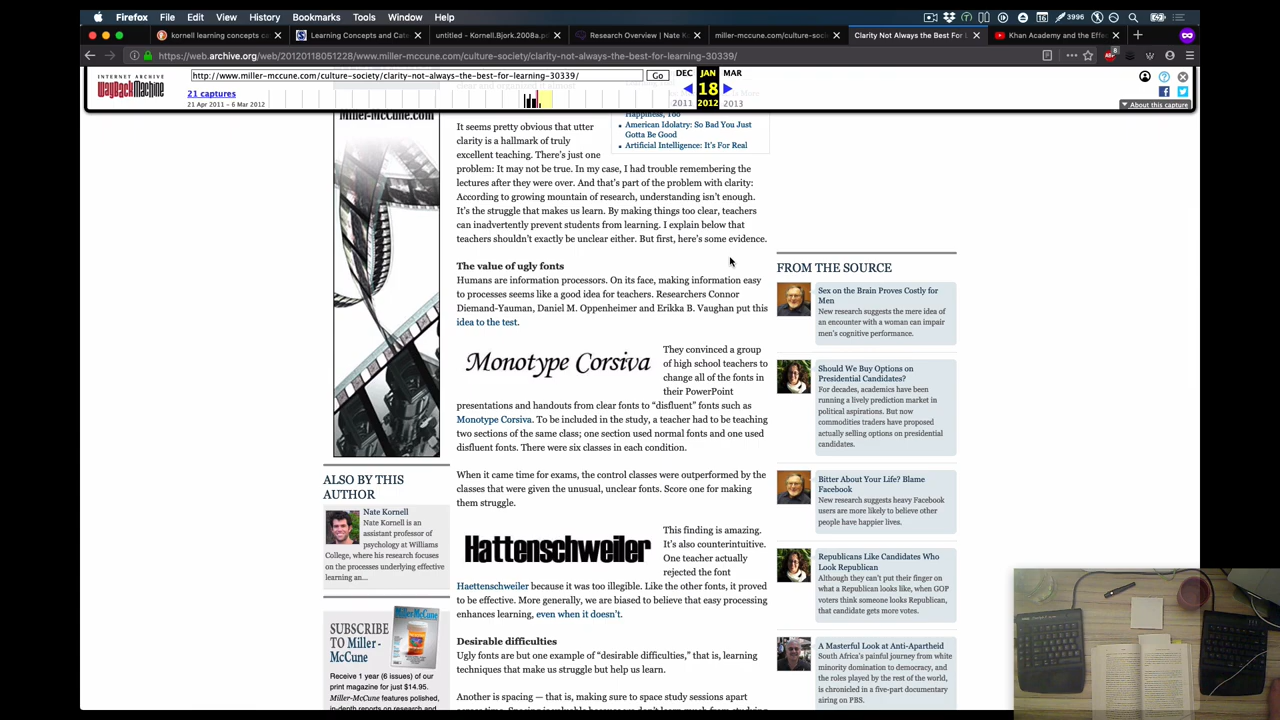 Firefox File Edit View History Bookmarks Tools Window Help
16
3996
kornell learning concepts ca
Learning Concepts and Cate
untitled - Kornell.Bjork.2008a.p
Research Overview | Nate K
miller-mccune.com/culture-soci
Clarity Not Always the Best For L
Khan Academy and the Effe
https://web.archive.org/web/20120118051228/www.miller-mccune.com/culture-society/clarity-not-always-the-best-for-learning-30339/
INTERNET ARCHIVE
WayBackMachine
http://www.miller-mccune.com/culture-society/clarity-not-always-the-best-for-learning-30339/
Go
DEC JAN MAR
21 captures
21 Apr 2011 – 6 Mar 2012
18
2011 2012 2013
About this capture
Miller-McCune.com
Happiness, Too
American Idolatry: So Bad You Just
Gotta Be Good
Artificial Intelligence: It's For Real
It seems pretty obvious that utter
clarity is a hallmark of truly
excellent teaching. There's just one
problem: It may not be true. In my case, I had trouble remembering the
lectures after they were over. And that's part of the problem with clarity:
According to growing mountain of research, understanding isn't enough.
It's the struggle that makes us learn. By making things too clear, teachers
can inadvertently prevent students from learning. I explain below that
teachers shouldn't exactly be unclear either. But first, here's some evidence.
The value of ugly fonts
Humans are information processors. On its face, making information easy
to processes seems like a good idea for teachers. Researchers Connor
Diemand-Yauman, Daniel M. Oppenheimer and Erikka B. Vaughan put this
idea to the test.
Monotype Corsiva
They convinced a group
of high school teachers to
change all of the fonts in
their PowerPoint
presentations and handouts from clear fonts to “disfluent” fonts such as
Monotype Corsiva. To be included in the study, a teacher had to be teaching
two sections of the same class; one section used normal fonts and one used
disfluent fonts. There were six classes in each condition.
When it came time for exams, the control classes were outperformed by the
classes that were given the unusual, unclear fonts. Score one for making
them struggle.
Hattenschweiler
This finding is amazing.
It's also counterintuitive.
One teacher actually
rejected the font
Haettenschweiler because it was too illegible. Like the other fonts, it proved
to be effective. More generally, we are biased to believe that easy processing
enhances learning, even when it doesn't.
Desirable difficulties
Ugly fonts are but one example of “desirable difficulties,” that is, learning
techniques that make us struggle but help us learn.
Another is spacing — that is, making sure to space study sessions apart
ALSO BY THIS
AUTHOR
Nate Kornell
Nate Kornell is an
assistant professor of
psychology at Williams
College, where his research focuses
on the processes underlying effective
learning an...
SUBSCRIBE
TO Miller-
McCune
Receive 1 year (6 issues) of our
print magazine for just $14.95.
Miller-McCune features polished,
in-depth reports on research and
FROM THE SOURCE
Sex on the Brain Proves Costly for
Men
New research suggests the mere idea of
an encounter with a woman can impair
men's cognitive performance.
Should We Buy Options on
Presidential Candidates?
For decades, academics have been
running a lively prediction market in
political aspirations. But now
commodities traders have proposed
actually selling options on presidential
candidates.
Bitter About Your Life? Blame
Facebook
New research suggests heavy Facebook
users are more likely to believe other
people have happier lives.
Republicans Like Candidates Who
Look Republican
Although they can't put their finger on
what a Republican looks like, when GOP
voters think someone looks Republican,
that candidate gets more votes.
A Masterful Look at Anti-Apartheid
South Africa's painful journey from white
minority domination to democracy, and
the roles played by the rest of the world,
is chronicled in a five-part documentary
airing on PBS.